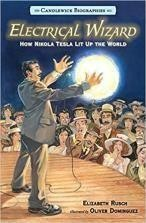 CANDLEWICK BIOGRAPHIES
ELECTRICAL WIZARD
HOW NIKOLA TESLA LIT UP THE WORLD
ELIZABETH RUSCH
illustrated by OLIVER DOMINGUEZ